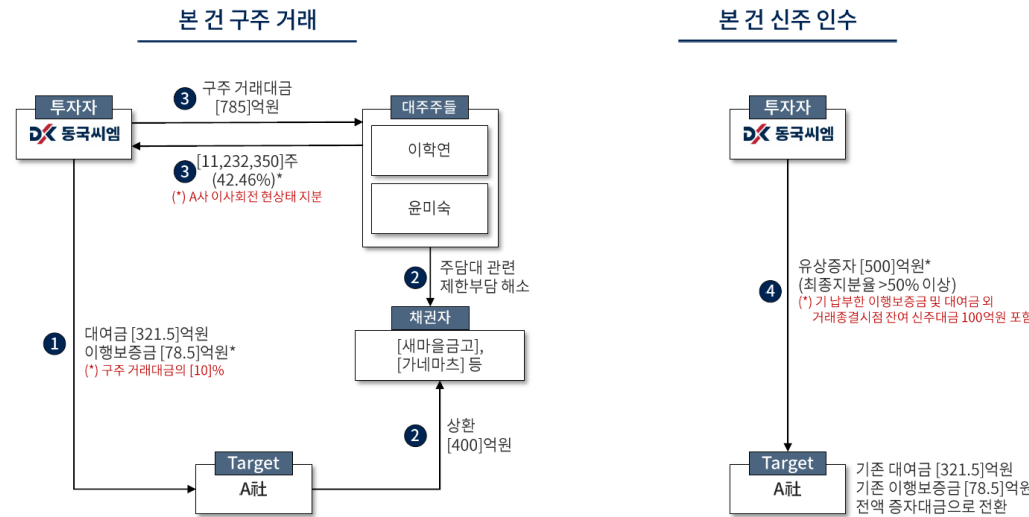 본 건 구주 거래
본 건 신주 인수
투자자
DK 동국씨엠
3
구주 거래대금
[785]억원
3
[11,232,350]주
(42.46%)*
(*) A사 이사회전 현상태 지분
대주주들
이학연
윤미숙
2
주담대 관련
제한부담 해소
채권자
[새마을금고],
[가네마츠] 등
1
대여금 [321.5]억원
이행보증금 [78.5]억원*
(*) 구주 거래대금의 [10]%
2
상환
[400]억원
Target
A社
투자자
DK 동국씨엠
4
유상증자 [500]억원*
(최종지분율 >50% 이상)
(*) 기 납부한 이행보증금 및 대여금 외
거래종결시점 잔여 신주대금 100억원 포함
Target
A社
기존 대여금 [321.5]억원
기존 이행보증금 [78.5]억원
전액 증자대금으로 전환